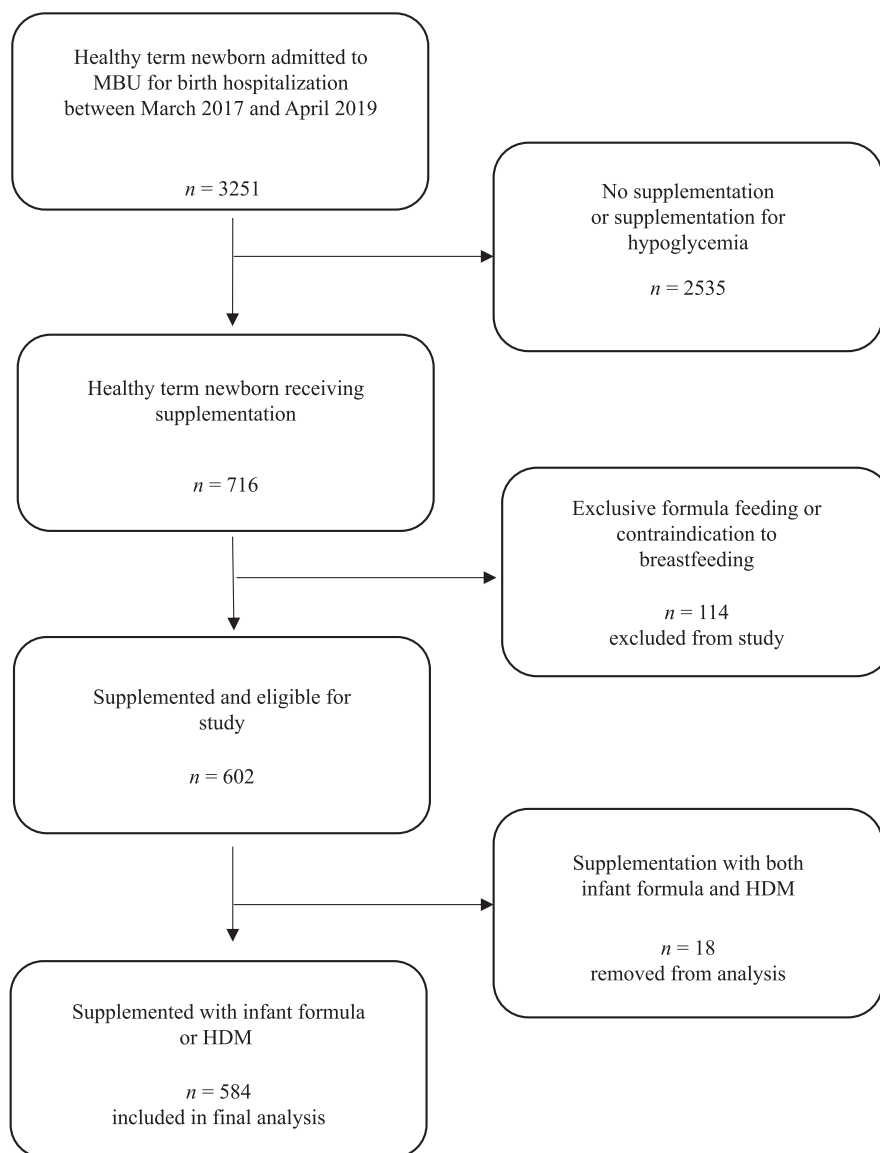 Healthy term newborn admitted to
MBU for birth hospitalization
between March 2017 and April 2019
n = 3251
No supplementation
or supplementation for
hypoglycemia
n = 2535
Healthy term newborn receiving
supplementation
n = 716
Exclusive formula feeding or
contraindication to
breastfeeding
n = 114
excluded from study
Supplemented and eligible for
study
n = 602
Supplementation with both
infant formula and HDM
n = 18
removed from analysis
Supplemented with infant formula
or HDM
n = 584
included in final analysis